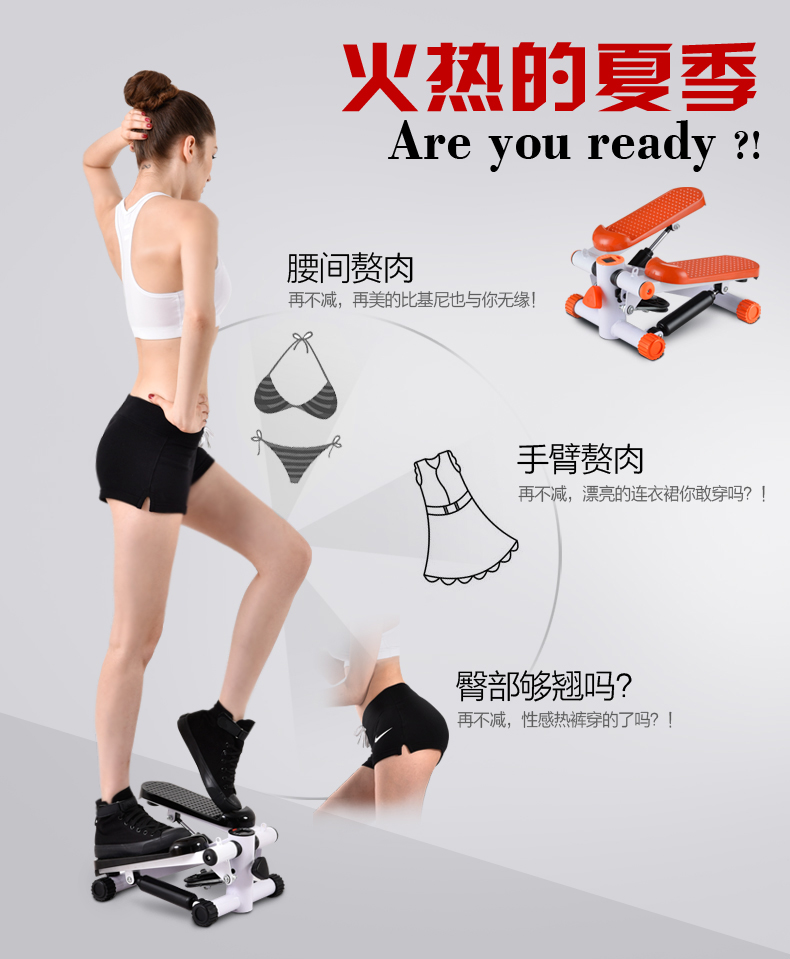 火热的夏季
Are you ready ?!
腰间赘肉
再不减，再美的比基尼也与你无缘！
手臂赘肉
再不减，漂亮的连衣裙你敢穿吗？！
臀部够翘吗？
再不减，性感热裤穿的了吗？！